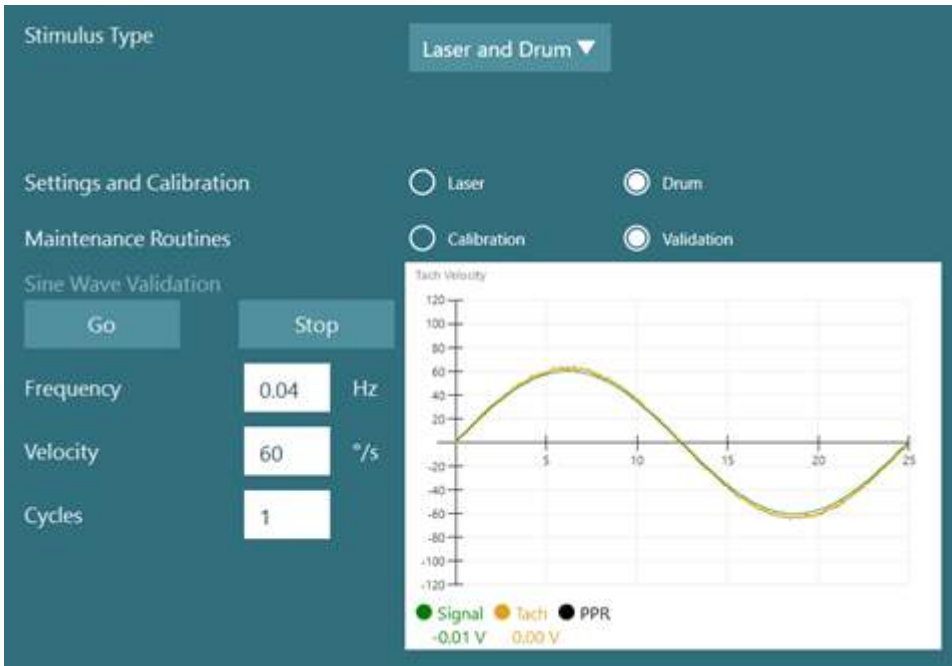 Stimulus Type
Laser and Drum
Settings and Calibration
Laser
Drum
Maintenance Routines
Calibration
Validation
Sine Wave Validation
Go
Stop
Frequency
0.04
Hz
Velocity
60
°/s
Cycles
1
Tach Velocity
120
100
80
60
40
20
-20
-40
-60
-80
-100
-120
5
10
15
20
25
Signal
Tach
PPR
-0.01 V
0.00 V